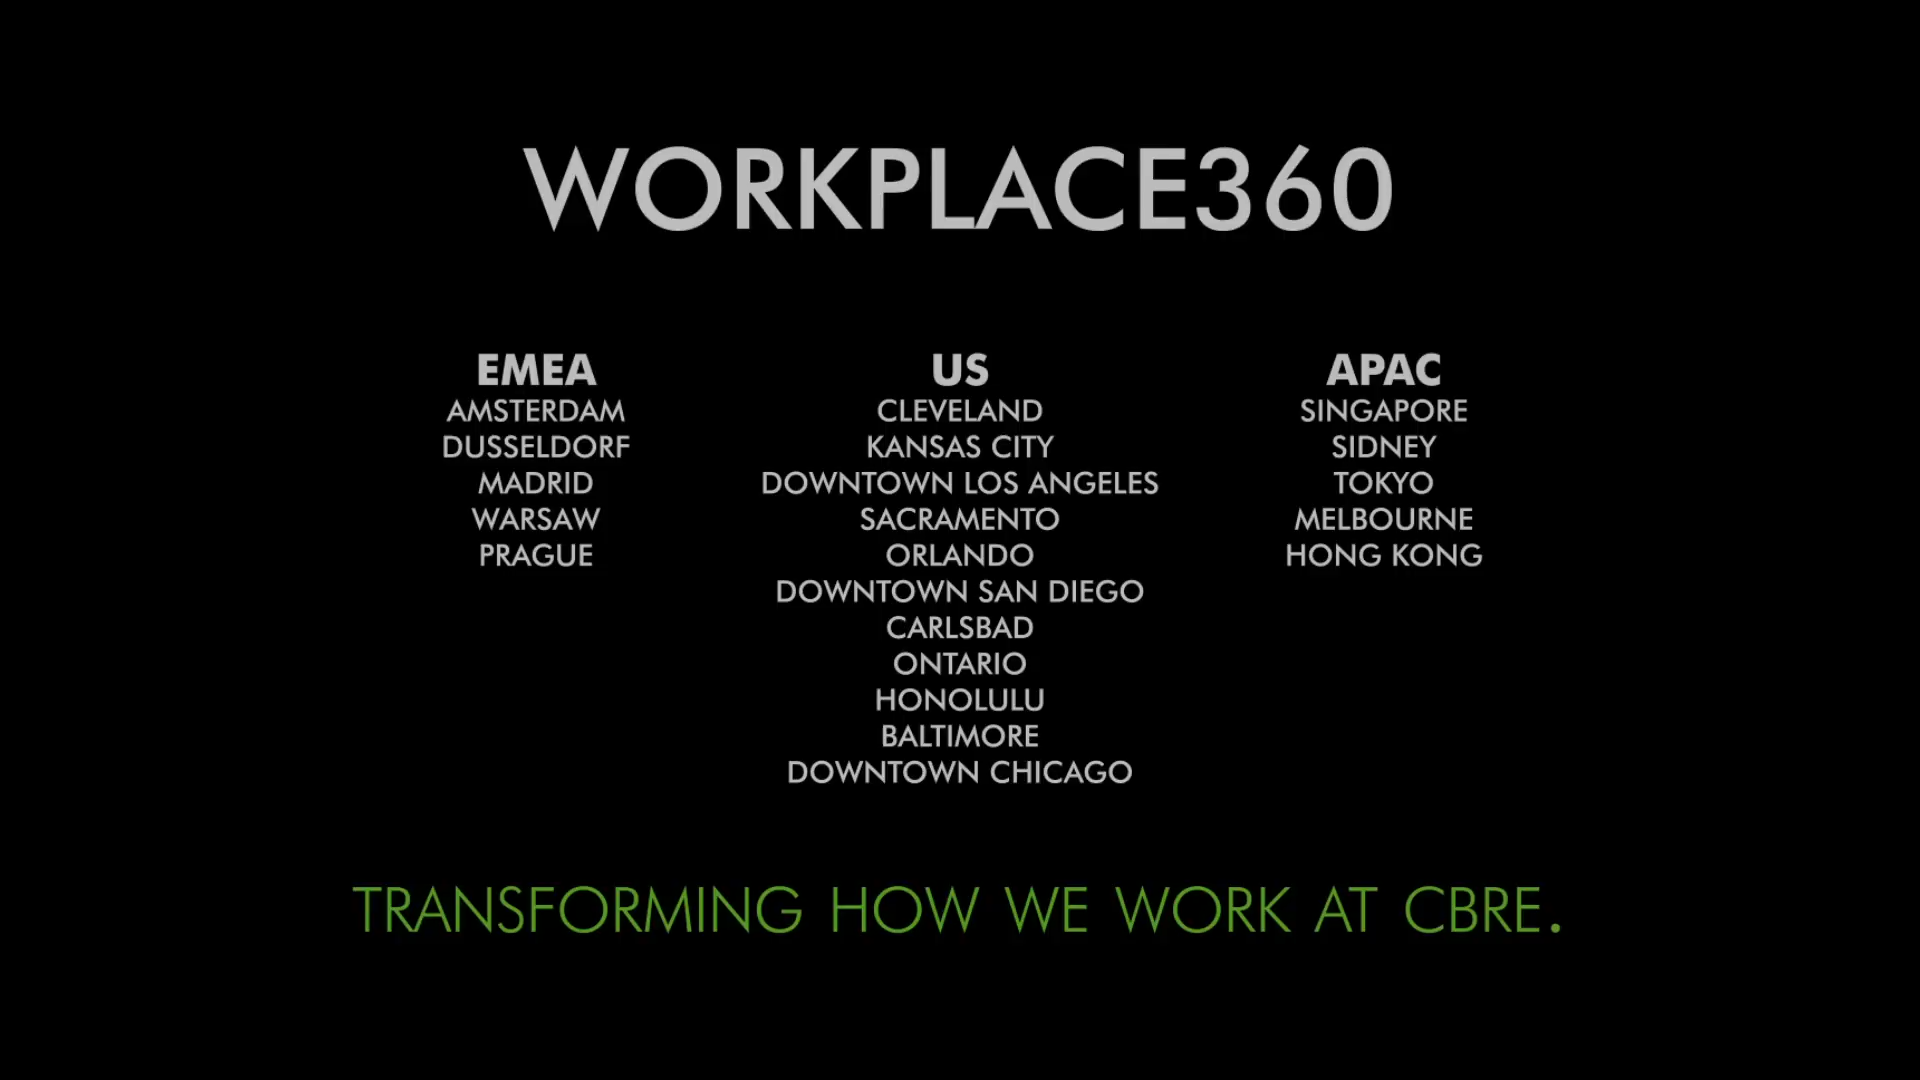 WORKPLACE360
EMEA
AMSTERDAM
DUSSELDORF
MADRID
WARSAW
PRAGUE
US
CLEVELAND
KANSAS CITY
DOWNTOWN LOS ANGELES
SACRAMENTO
ORLANDO
DOWNTOWN SAN DIEGO
CARLSBAD
ONTARIO
HONOLULU
BALTIMORE
DOWNTOWN CHICAGO
APAC
SINGAPORE
SIDNEY
TOKYO
MELBOURNE
HONG KONG
TRANSFORMING HOW WE WORK AT CBRE.